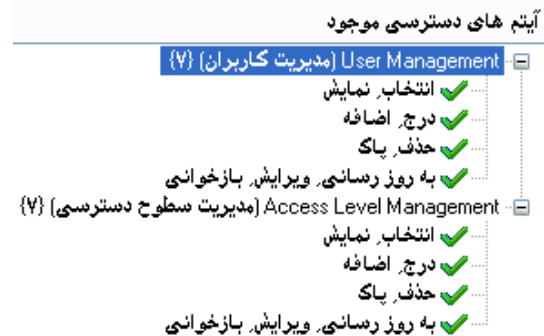 آیتم های دسترسی موجود
User Management (مدیریت کاربران) {۷}
انتخاب, نمایش
درج, اضافه
حذف, پاک
به روز رسانی, ویرایش, بازخوانی
Access Level Management (مدیریت سطوح دسترسی) {۷}
انتخاب, نمایش
درج, اضافه
حذف, پاک
به روز رسانی, ویرایش, بازخوانی